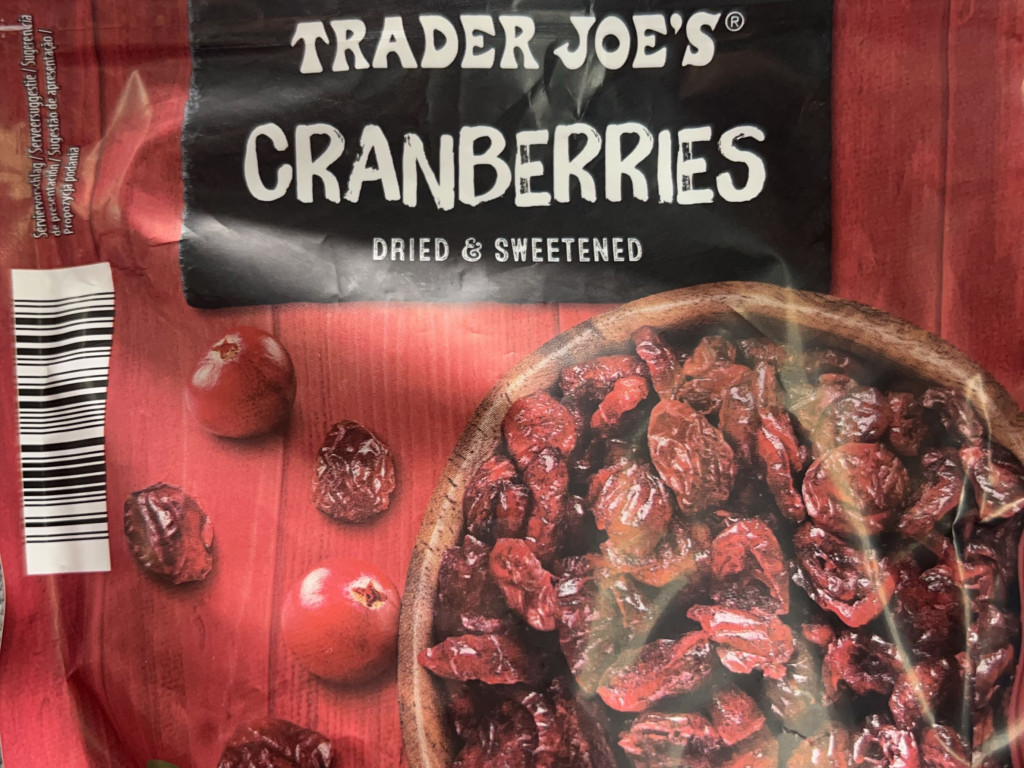 TRADER JOE'S®
CRANBERRIES
DRIED & SWEETENED
Serviervorschlag / Serveersuggestie / Sugerencia
de presentación / Sugestão de apresentação /
Propozycja podania